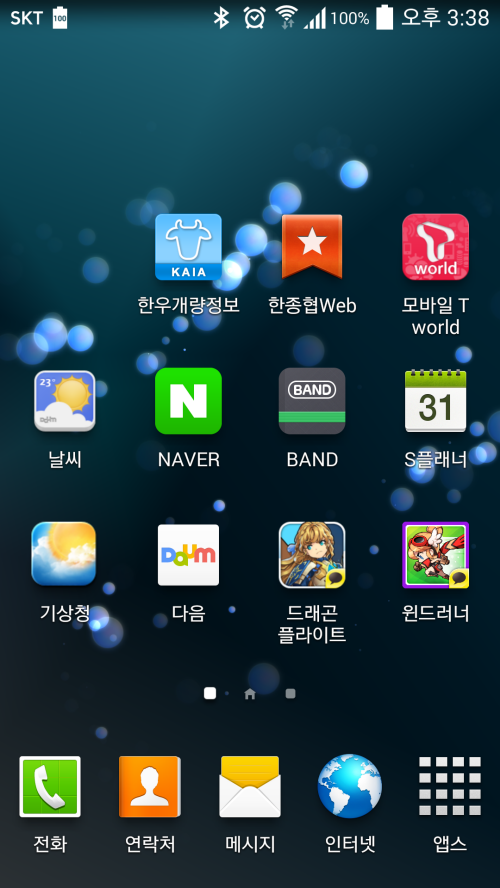 SKT 100 100% 오후 3:38
KAIA
world
한우개량정보 한종협Web 모바일 T
world
23°
Daum
N
BAND
31
날씨 NAVER BAND S플래너
Daum
기상청 다음 드래곤 윈드러너
플라이트
전화 연락처 메시지 인터넷 앱스